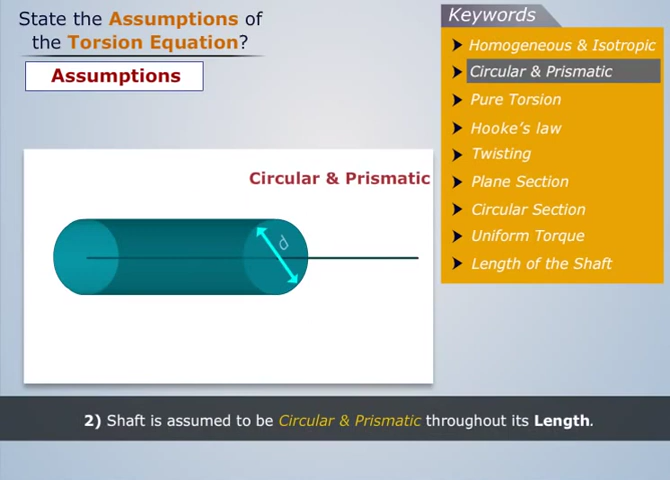 State the Assumptions of
the Torsion Equation?
Assumptions
Keywords
Homogeneous & Isotropic
Circular & Prismatic
Pure Torsion
Hooke's law
Twisting
Plane Section
Circular Section
Uniform Torque
Length of the Shaft
Circular & Prismatic
d
2) Shaft is assumed to be Circular & Prismatic throughout its Length.